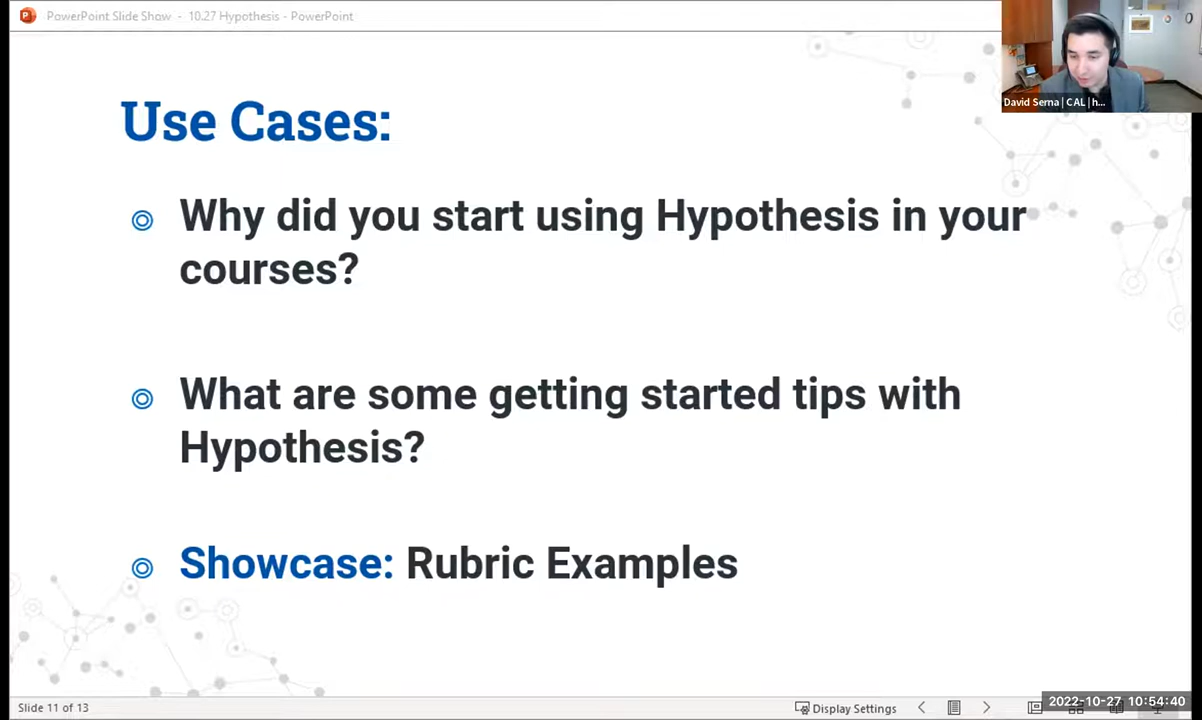 PowerPoint Slide Show - 10.27 Hypothesis - PowerPoint
David Serna | CAL | h...
Use Cases:
Why did you start using Hypothesis in your
courses?
What are some getting started tips with
Hypothesis?
Showcase: Rubric Examples
Slide 11 of 13
Display Settings
2022-10-27 10:54:40